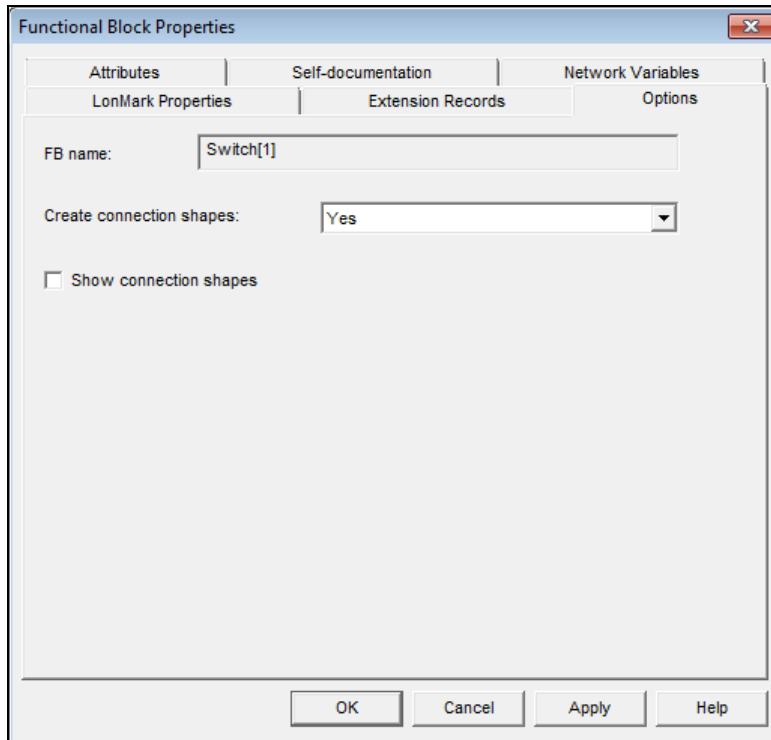 Functional Block Properties
Attributes Self-documentation Network Variables
LonMark Properties Extension Records Options
FB name: Switch[1]
Create connection shapes: Yes
Show connection shapes
OK Cancel Apply Help